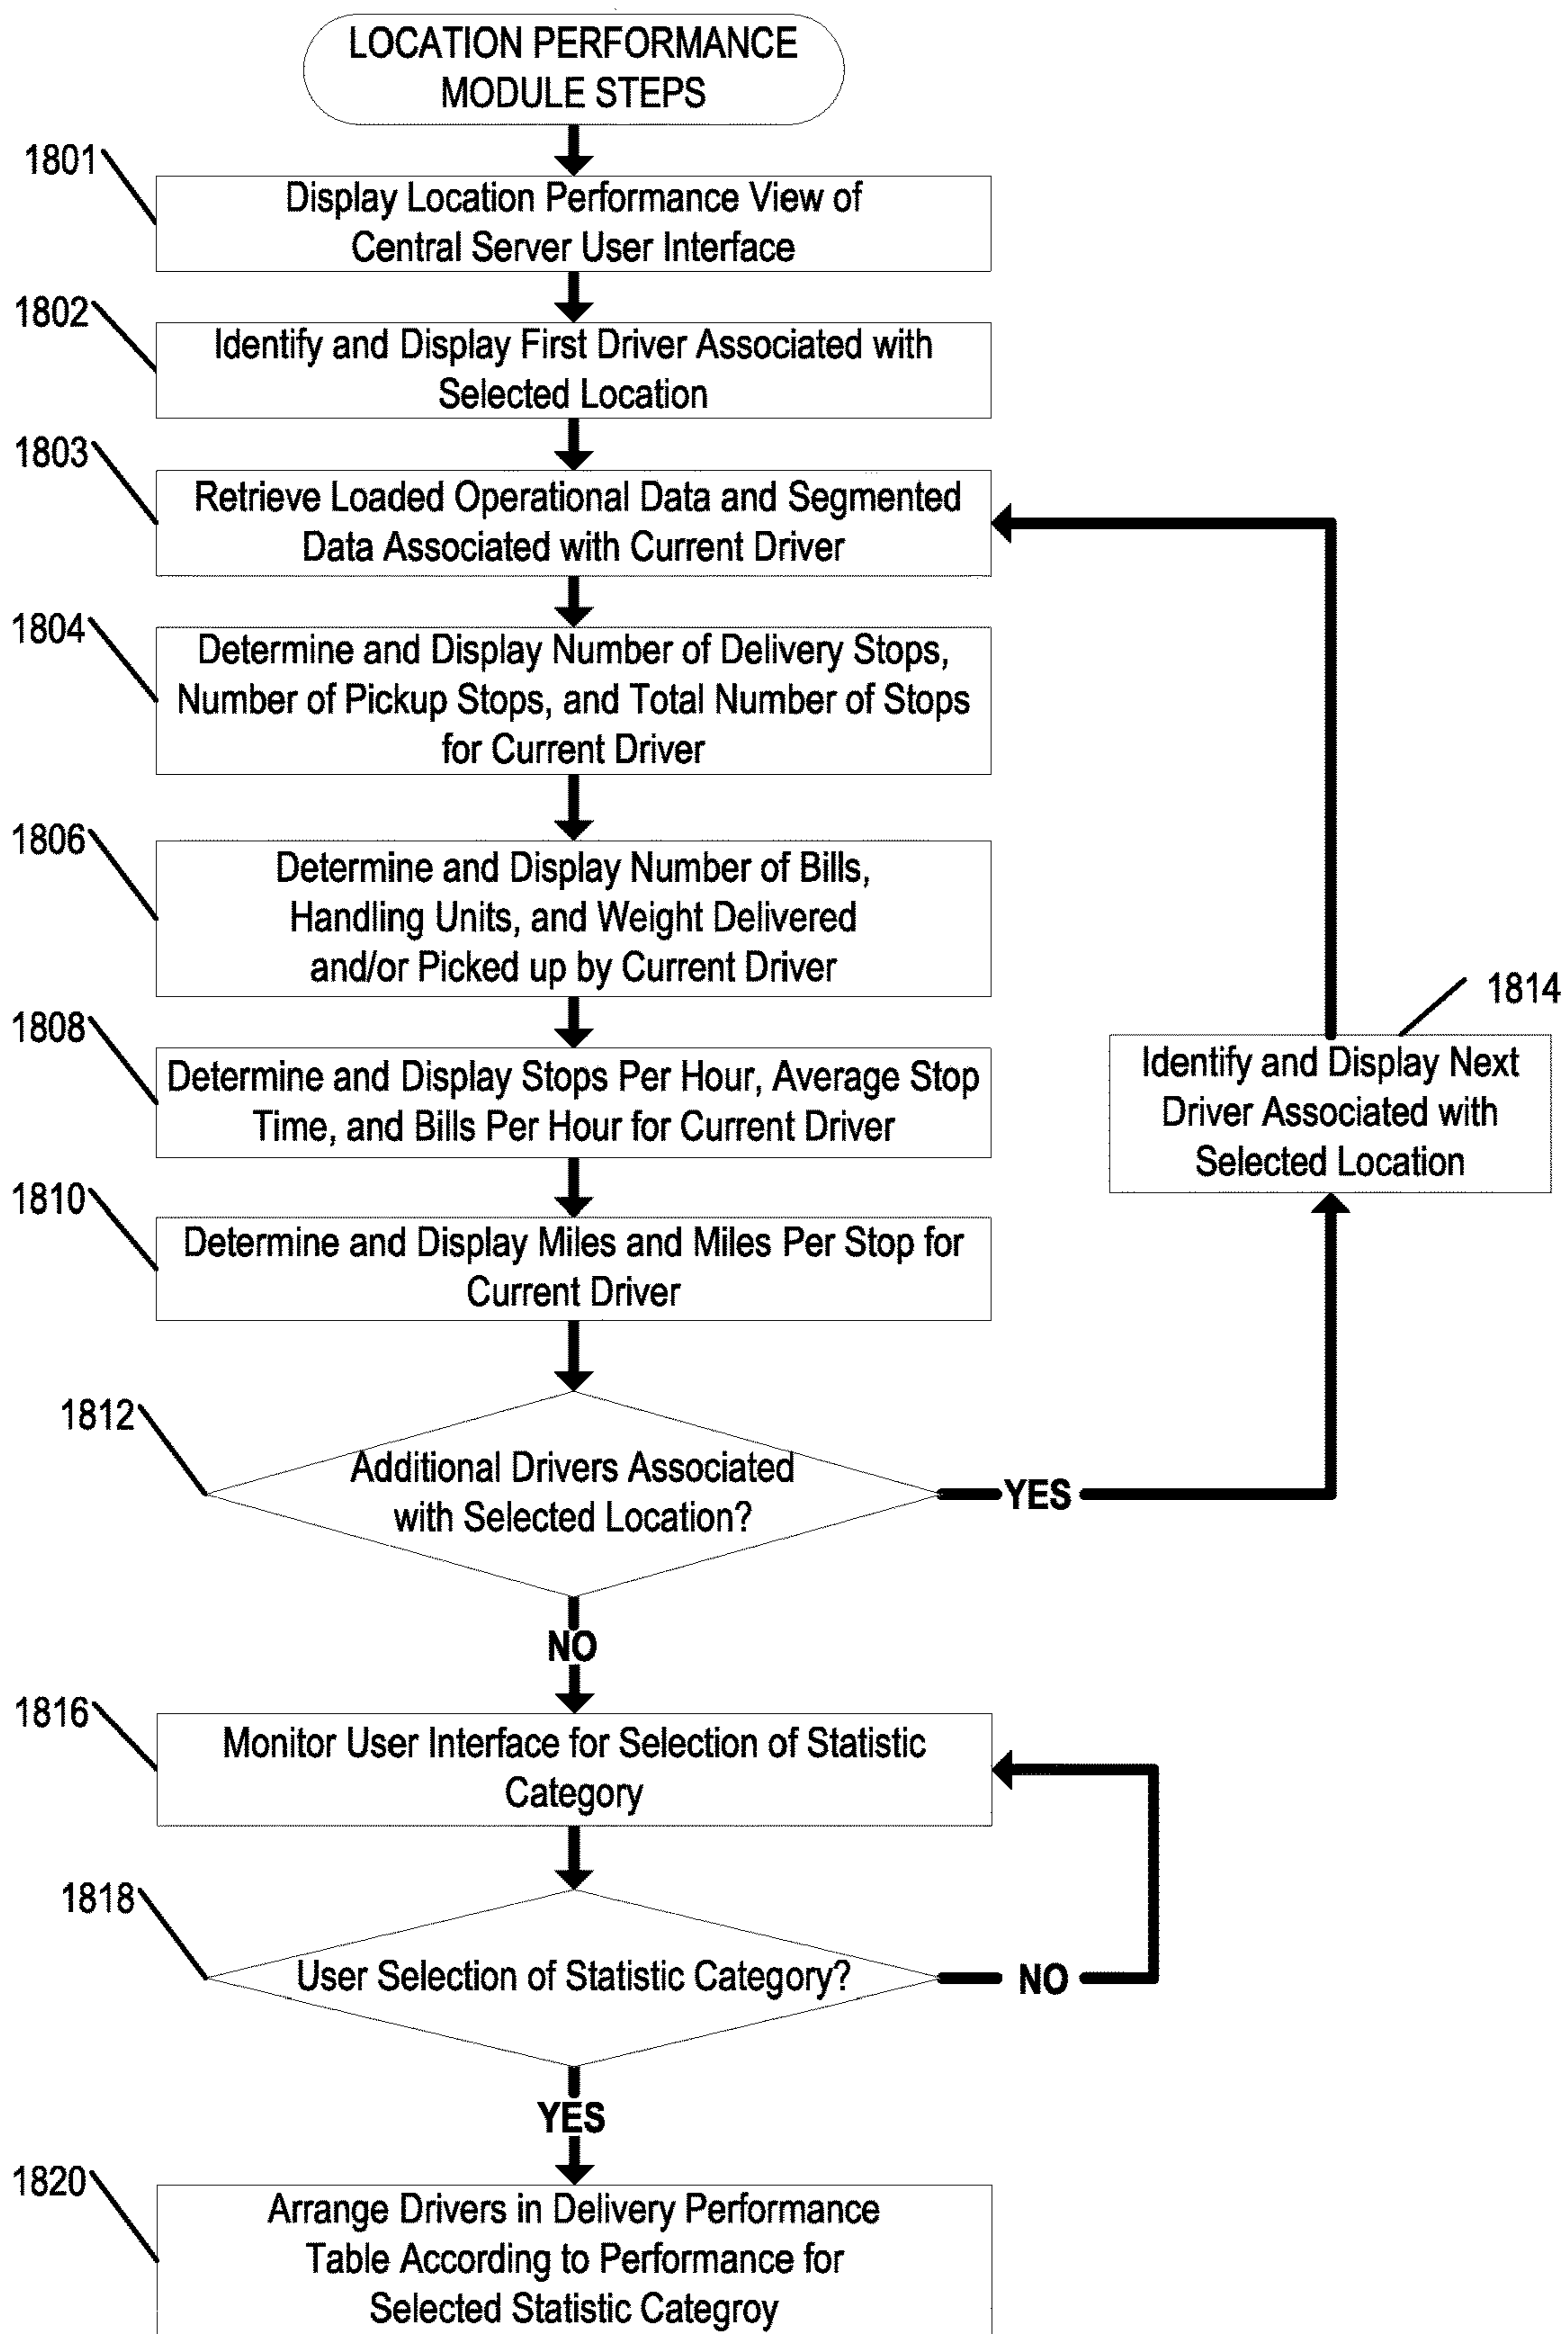 LOCATION PERFORMANCE
MODULE STEPS
1801
Display Location Performance View of
Central Server User Interface
1802
Identify and Display First Driver Associated with
Selected Location
1803
Retrieve Loaded Operational Data and Segmented
Data Associated with Current Driver
1804
Determine and Display Number of Delivery Stops,
Number of Pickup Stops, and Total Number of Stops
for Current Driver
1806
Determine and Display Number of Bills,
Handling Units, and Weight Delivered
and/or Picked up by Current Driver
1808
Determine and Display Stops Per Hour, Average Stop
Time, and Bills Per Hour for Current Driver
1810
Determine and Display Miles and Miles Per Stop for
Current Driver
1812
Additional Drivers Associated
with Selected Location?
YES
1814
Identify and Display Next
Driver Associated with
Selected Location
NO
1816
Monitor User Interface for Selection of Statistic
Category
1818
User Selection of Statistic Category?
NO
YES
1820
Arrange Drivers in Delivery Performance
Table According to Performance for
Selected Statistic Categroy